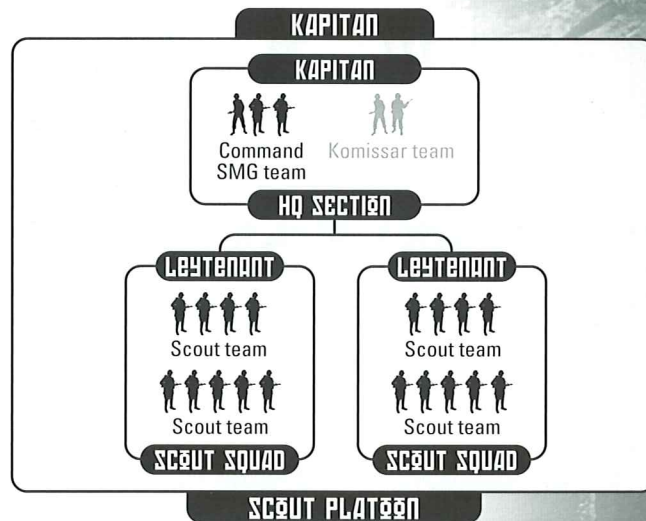 KAPITAN
KAPITAN
Command SMG team
Komissar team
HQ SECTION
LEYTENANT
LEYTENANT
Scout team
Scout team
Scout team
Scout team
SCOUT SQUAD
SCOUT SQUAD
SCOUT PLATOON